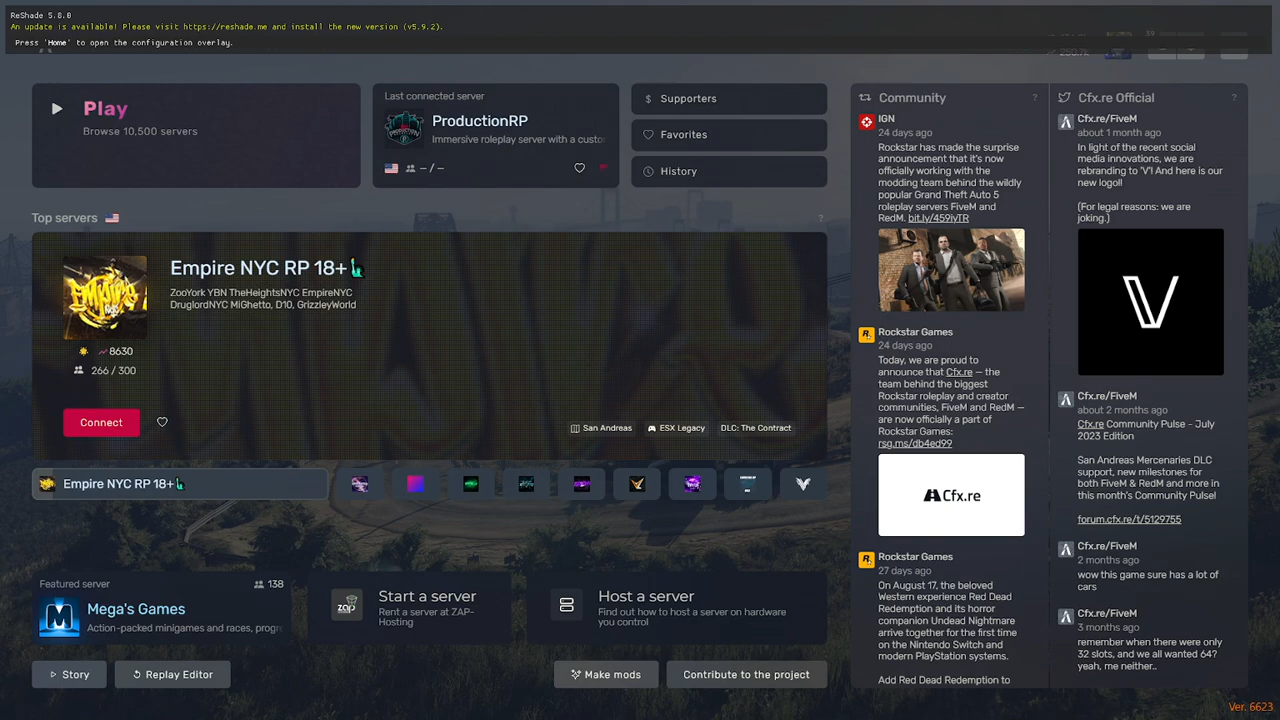 ReShade 5.8.0
An update is available! Please visit https://reshade.me and install the new version (v5.9.2).
Press 'Home' to open the configuration overlay.
39
250.7k
Play
Browse 10,500 servers
Last connected server
ProductionRP
Immersive roleplay server with a custor
– / –
$ Supporters
Favorites
History
Top servers
?
Empire NYC RP 18+
ZooYork YBN TheHeightsNYC EmpireNYC
DruglordNYC MiGhetto, D10, GrizzleyWorld
8630
266 / 300
Connect
San Andreas
ESX Legacy
DLC: The Contract
Empire NYC RP 18+
Featured server
138
Mega's Games
Action-packed minigames and races, progr
zap
Start a server
Rent a server at ZAP-
Hosting
Host a server
Find out how to host a server on hardware
you control
Story
Replay Editor
Make mods
Contribute to the project
Community
?
IGN
24 days ago
Rockstar has made the surprise
announcement that it's now
officially working with the
modding team behind the wildly
popular Grand Theft Auto 5
roleplay servers FiveM and
RedM. bit.ly/459iyTR
Rockstar Games
24 days ago
Today, we are proud to
announce that Cfx.re — the
team behind the biggest
Rockstar roleplay and creator
communities, FiveM and RedM —
are now officially a part of
Rockstar Games:
rsg.ms/db4ed99
Cfx.re
Rockstar Games
27 days ago
On August 17, the beloved
Western experience Red Dead
Redemption and its horror
companion Undead Nightmare
arrive together for the first time
on the Nintendo Switch and
modern PlayStation systems.
Add Red Dead Redemption to
Cfx.re Official
?
Cfx.re/FiveM
about 1 month ago
In light of the recent social
media innovations, we are
rebranding to 'V'! And here is our
new logo!!
(For legal reasons: we are
joking.)
V
Cfx.re/FiveM
about 2 months ago
Cfx.re Community Pulse - July
2023 Edition
San Andreas Mercenaries DLC
support, new milestones for
both FiveM & RedM and more in
this month's Community Pulse!
forum.cfx.re/t/5129755
Cfx.re/FiveM
2 months ago
wow this game sure has a lot of
cars
Cfx.re/FiveM
3 months ago
remember when there were only
32 slots, and we all wanted 64?
yeah, me neither..
Ver. 6623